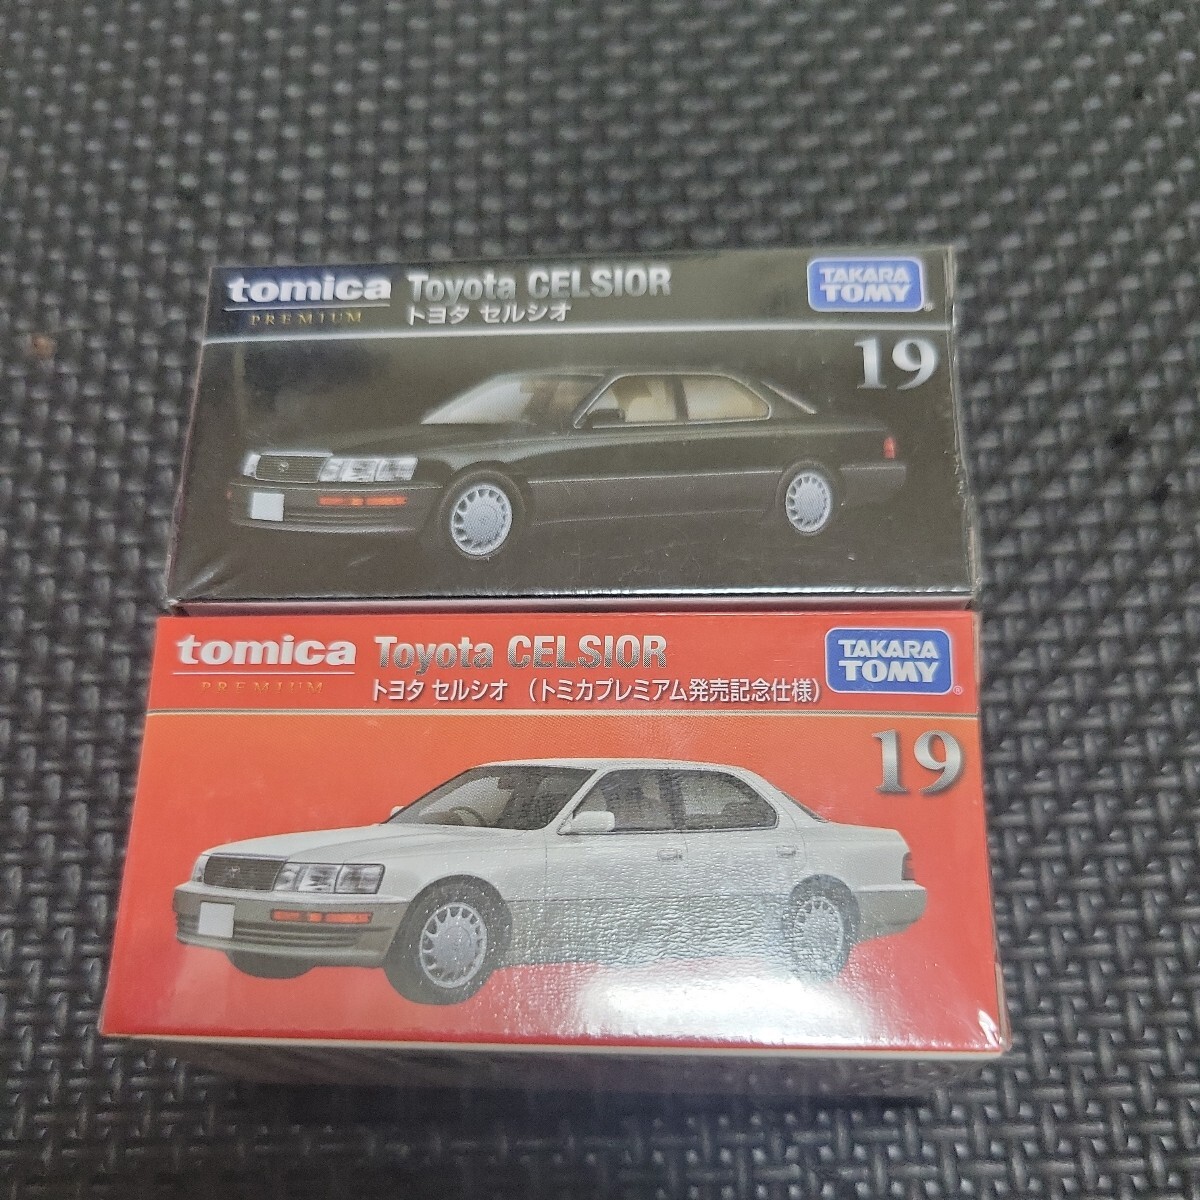 tomica Toyota CELSIOR
PREMIUM トヨタ セルシオ
TAKARA
TOMY®
19
tomica Toyota CELSIOR
PREMIUM トヨタ セルシオ (トミカプレミアム発売記念仕様)
TAKARA
TOMY®
19